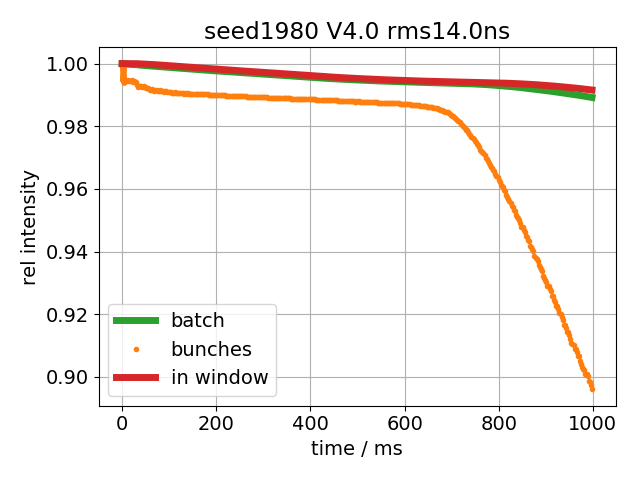 seed1980 V4.0 rms14.0ns
1.00
0.98
0.96
0.94
0.92
0.90
rel intensity
batch
bunches
in window
0 200 400 600 800 1000
time / ms